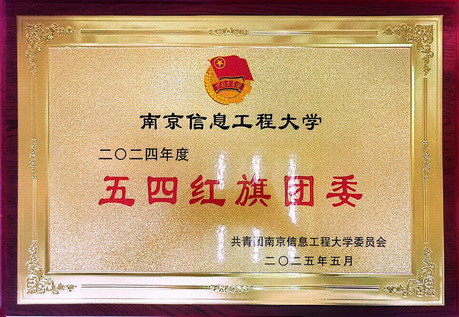 南京信息工程大学
二〇二四年度
五四红旗团委
共青团南京信息工程大学委员会
二〇二五年五月